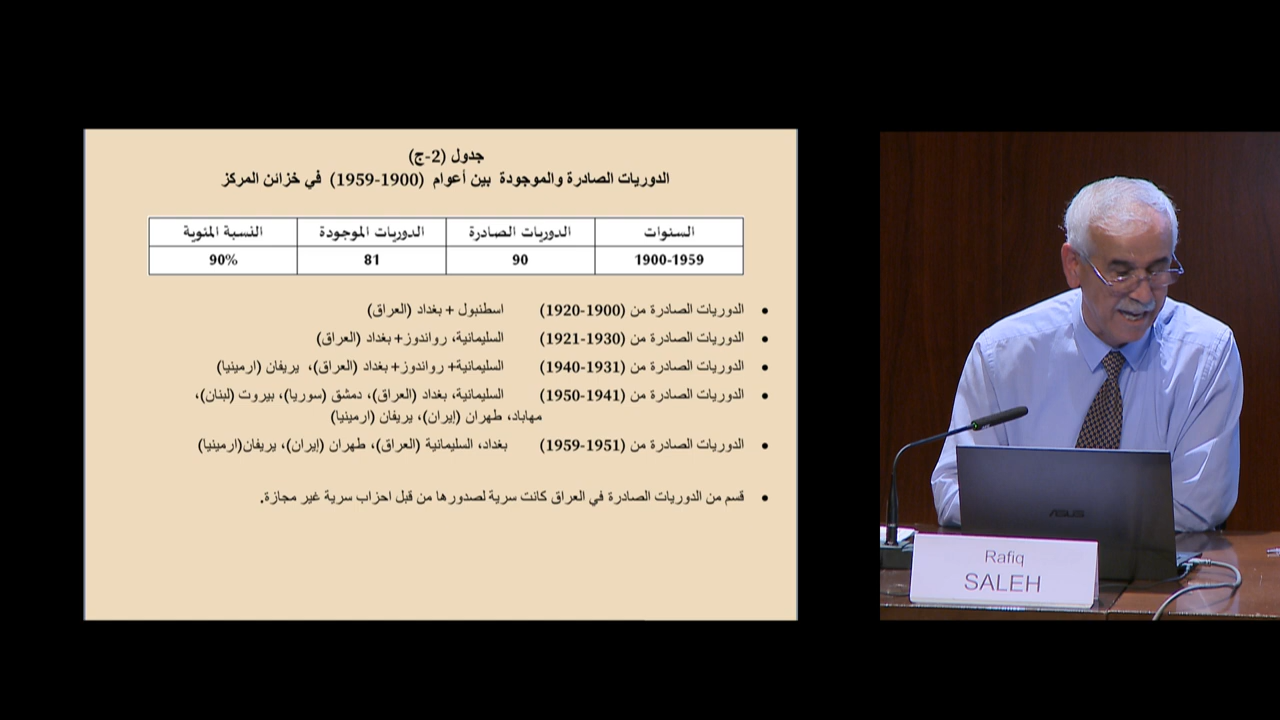 جدول (2-ج)
الدوريات الصادرة والموجودة بين أعوام (1900-1959) في خزائن المركز
السنوات الدوريات الصادرة الدوريات الموجودة النسبة المئوية
1900-1959 90 81 90%
• الدوريات الصادرة من (1900-1920) اسطنبول + بغداد (العراق)
• الدوريات الصادرة من (1930-1921) السليمانية، رواندوز+ بغداد (العراق)
• الدوريات الصادرة من (1931-1940) السليمانية+ رواندوز+ بغداد (العراق)، يريفان (ارمينيا)
• الدوريات الصادرة من (1941-1950) السليمانية، بغداد (العراق)، دمشق (سوريا)، بيروت (لبنان)،
مهاباد، طهران (إيران)، يريفان (ارمينيا)
• الدوريات الصادرة من (1951-1959) بغداد، السليمانية (العراق)، طهران (إيران)، يريفان(ارمينيا)
• قسم من الدوريات الصادرة في العراق كانت سرية لصدورها من قبل احزاب سرية غير مجازة.
ASUS
Rafiq
SALEH